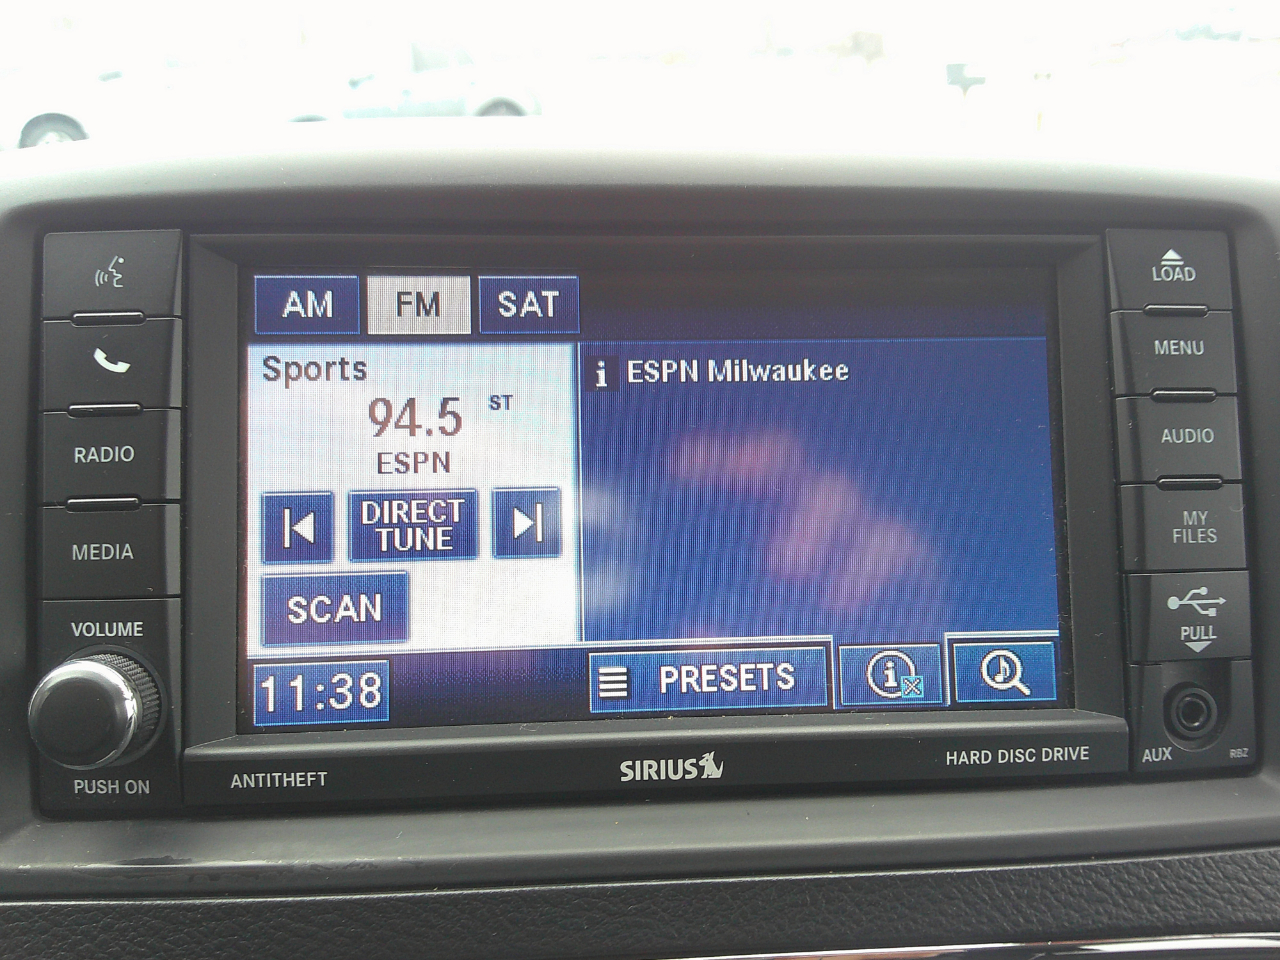 AM FM SAT
Sports
94.5 ST
ESPN
DIRECT
TUNE
SCAN
11:38
ESPN Milwaukee
PRESETS
RADIO
MEDIA
VOLUME
PUSH ON
LOAD
MENU
AUDIO
MY
FILES
PULL
AUX
RBZ
ANTITHEFT
SIRIUS
HARD DISC DRIVE